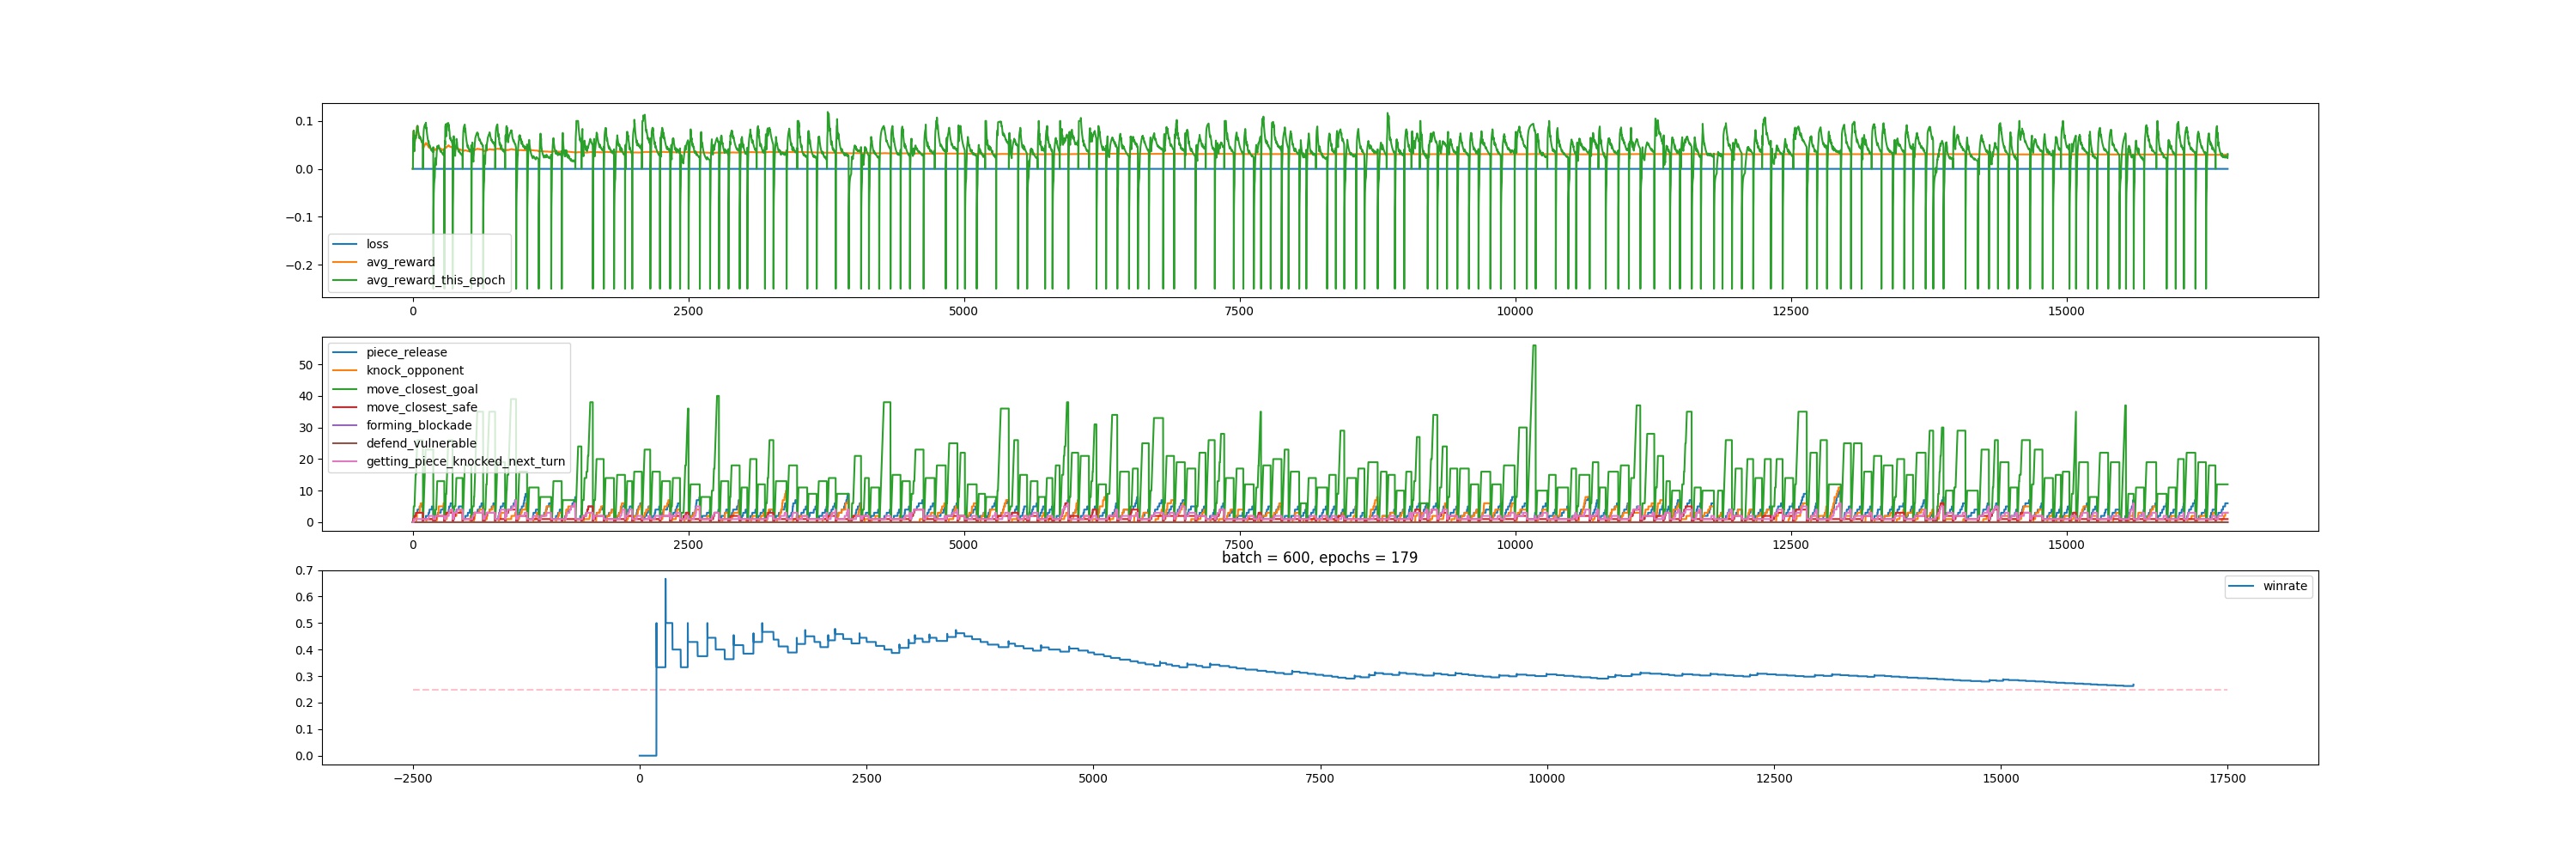 0.1
0.0
−0.1
−0.2
loss
avg_reward
avg_reward_this_epoch
0 2500 5000 7500 10000 12500 15000
50
40
30
20
10
0
piece_release
knock_opponent
move_closest_goal
move_closest_safe
forming_blockade
defend_vulnerable
getting_piece_knocked_next_turn
0 2500 5000 7500 10000 12500 15000
batch = 600, epochs = 179
0.7
0.6
0.5
0.4
0.3
0.2
0.1
0.0
winrate
−2500 0 2500 5000 7500 10000 12500 15000 17500